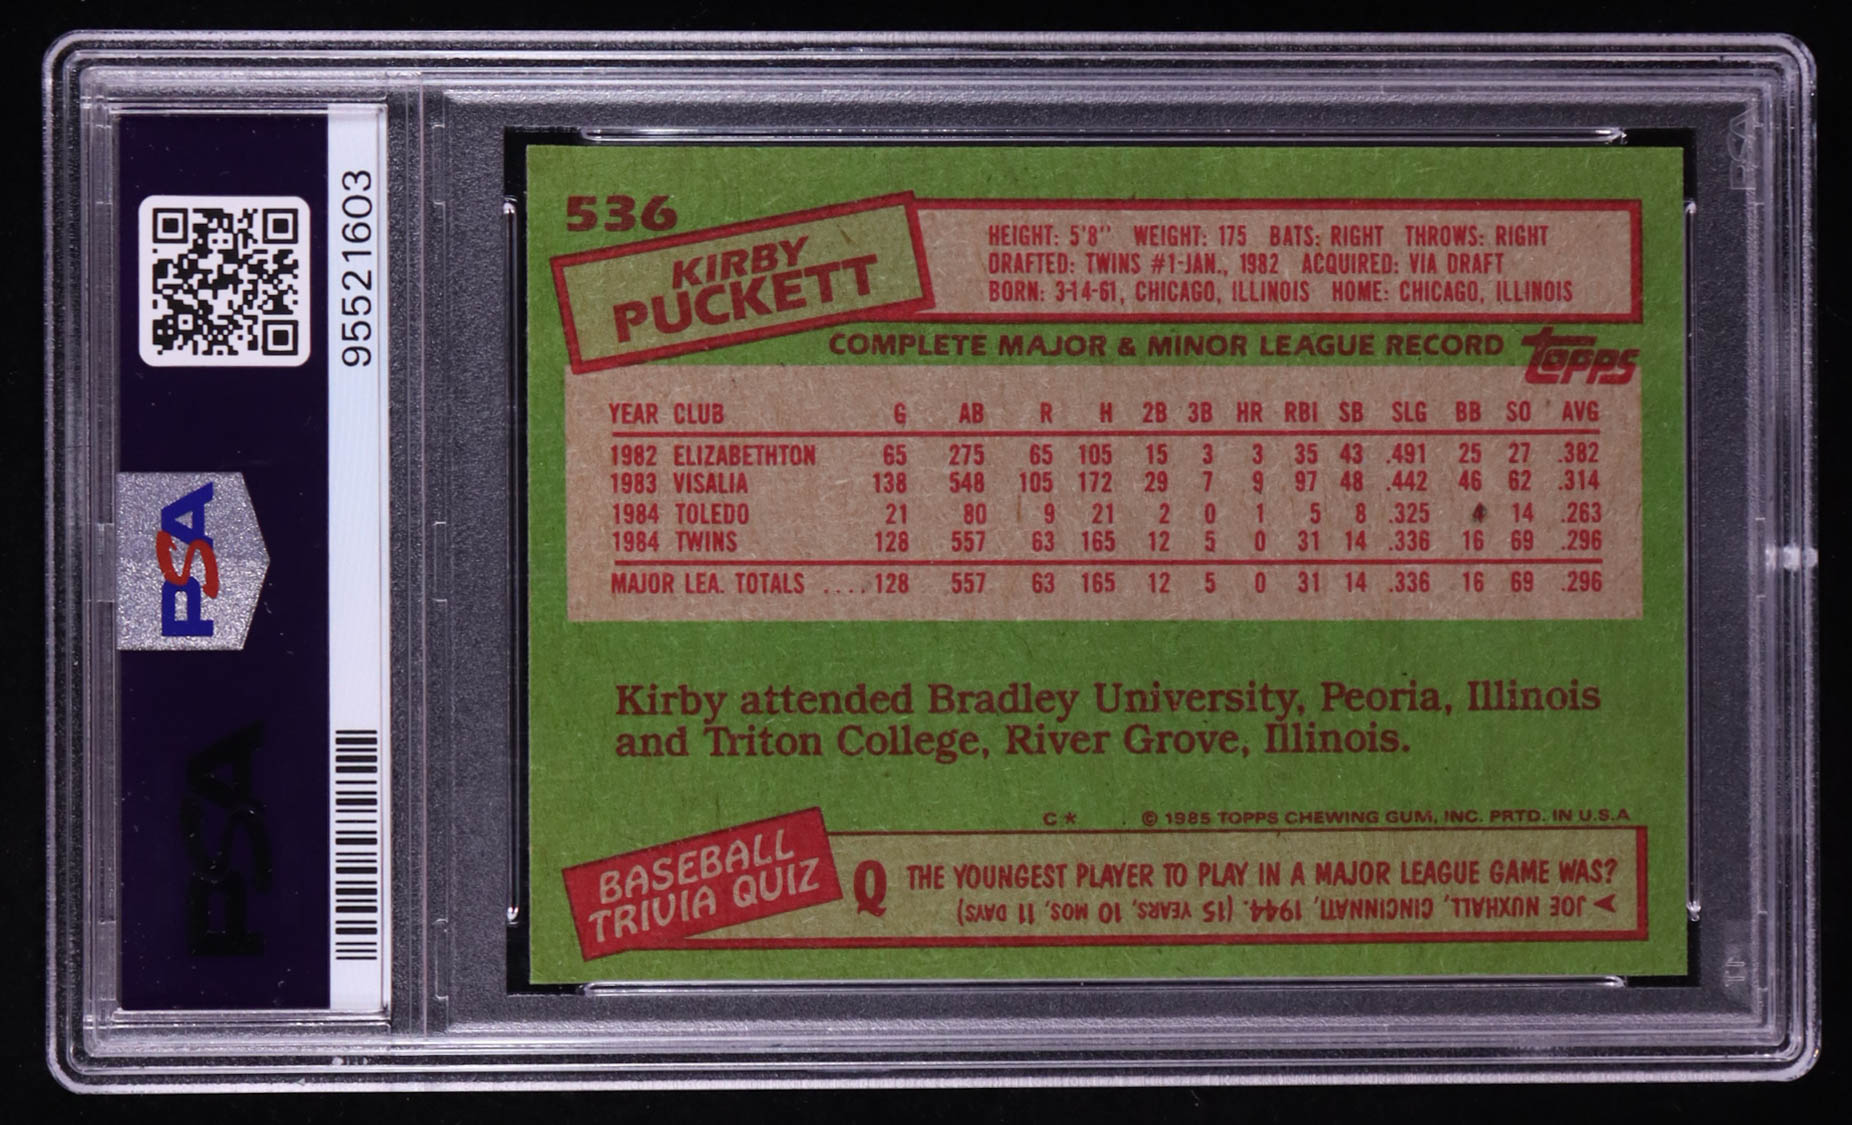 95521603
PSA
PSA
536
KIRBY
PUCKETT
HEIGHT: 5'8" WEIGHT: 175 BATS: RIGHT THROWS: RIGHT
DRAFTED: TWINS #1-JAN., 1982 ACQUIRED: VIA DRAFT
BORN: 3-14-61, CHICAGO, ILLINOIS HOME: CHICAGO, ILLINOIS
COMPLETE MAJOR & MINOR LEAGUE RECORD topps
YEAR CLUB G AB R H 2B 3B HR RBI SB SLG BB SO AVG
1982 ELIZABETHTON 65 275 65 105 15 3 3 35 43 .491 25 27 .382
1983 VISALIA 138 548 105 172 29 7 9 97 48 .442 46 62 .314
1984 TOLEDO 21 80 9 21 2 0 1 5 8 .325 4 14 .263
1984 TWINS 128 557 63 165 12 5 0 31 14 .336 16 69 .296
MAJOR LEA. TOTALS .... 128 557 63 165 12 5 0 31 14 .336 16 69 .296
Kirby attended Bradley University, Peoria, Illinois
and Triton College, River Grove, Illinois.
C* © 1985 TOPPS CHEWING GUM, INC. PRTD. IN U.S.A
BASEBALL
TRIVIA QUIZ
Q THE YOUNGEST PLAYER TO PLAY IN A MAJOR LEAGUE GAME WAS?
JOE NUXHALL, CINCINNATI, 1944. (15 YEARS, 10 MOS, 11 DAYS)